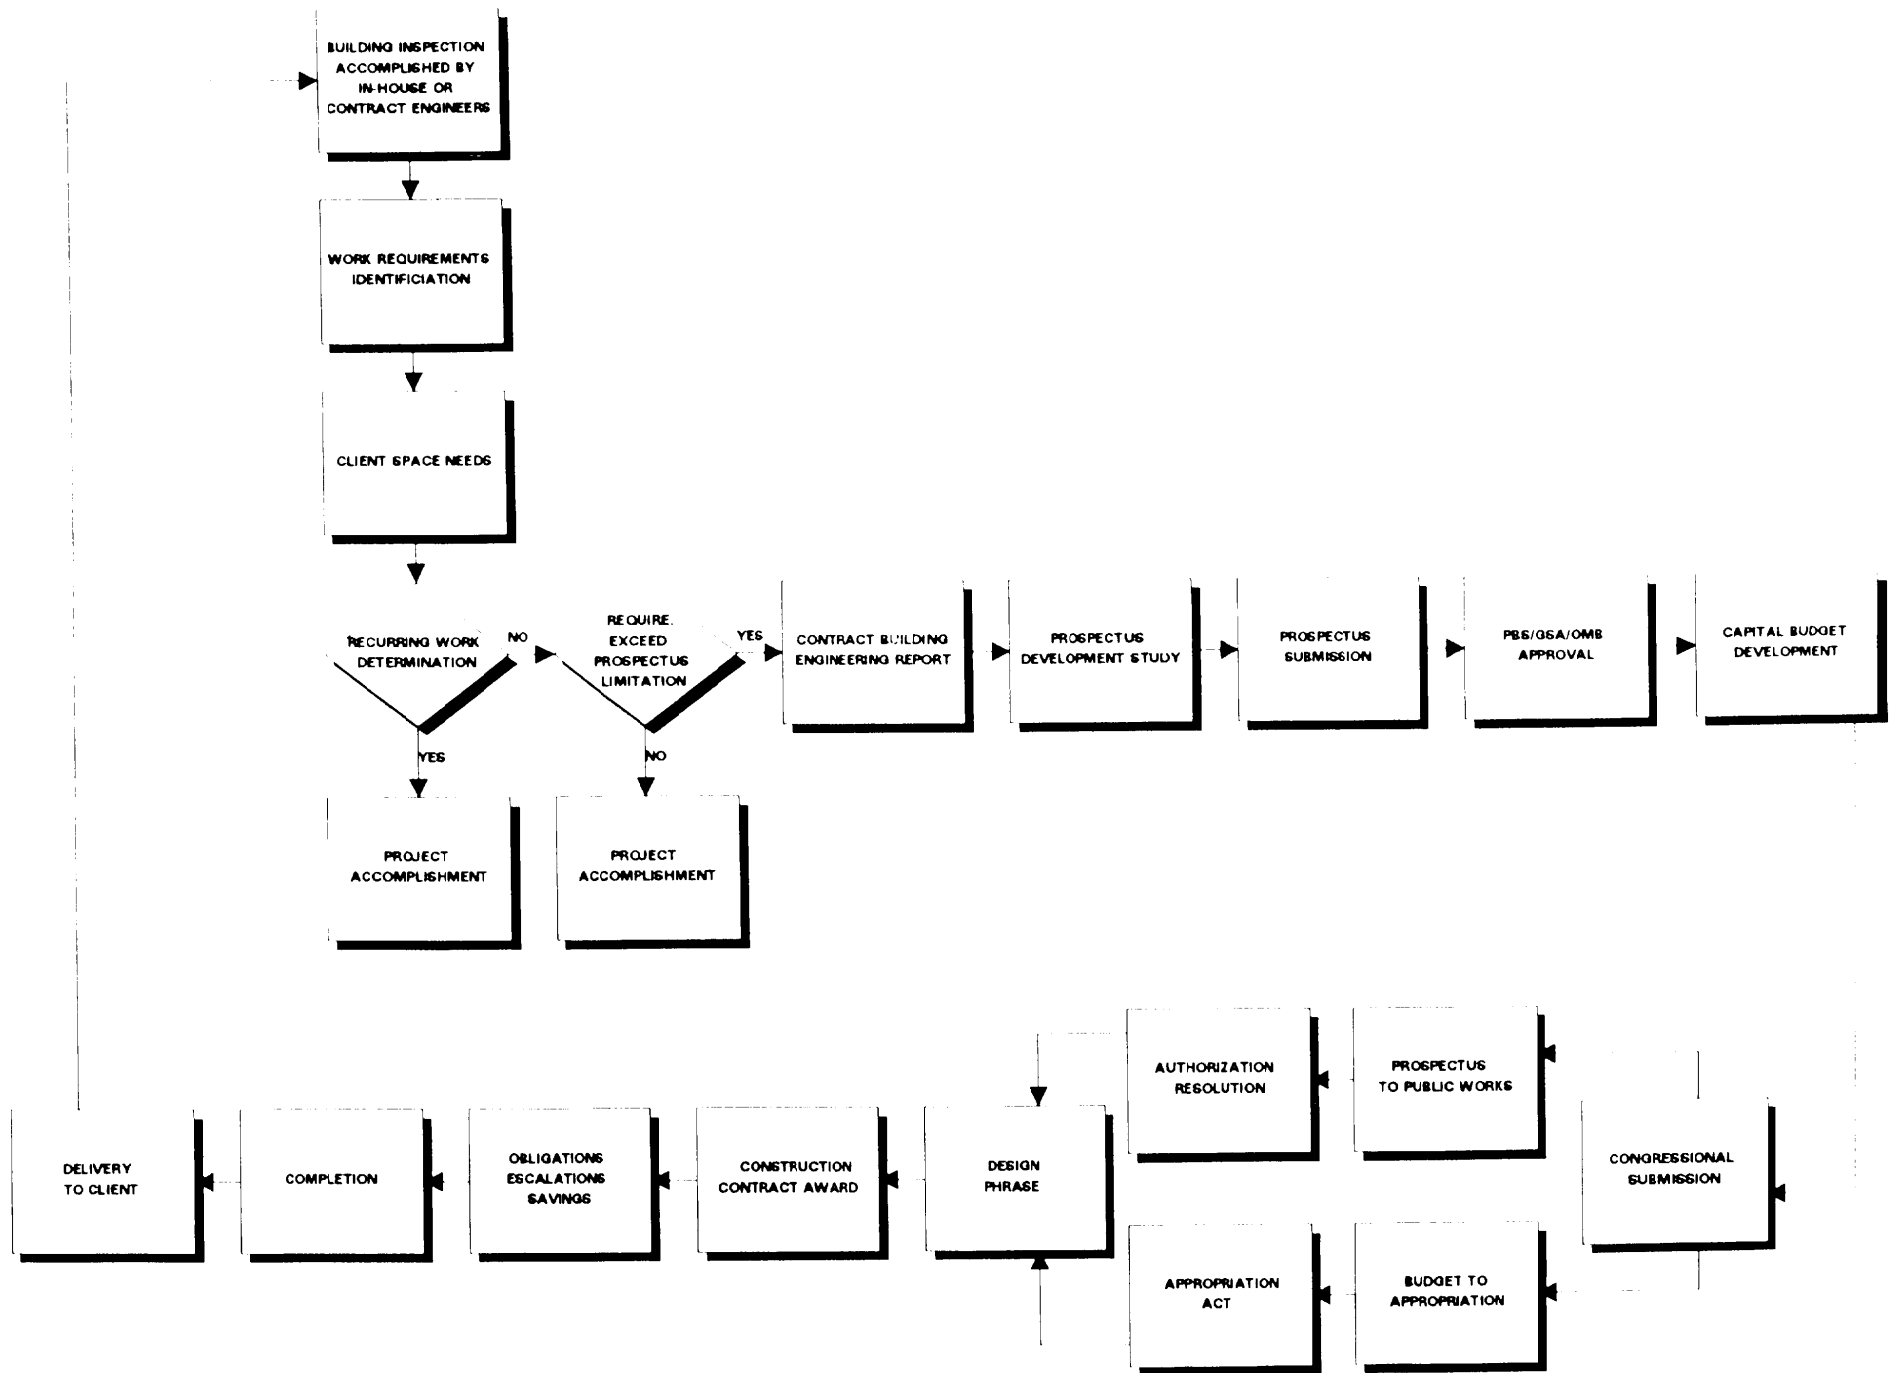 BUILDING INSPECTION
ACCOMPLISHED BY
IN-HOUSE OR
CONTRACT ENGINEERS
WORK REQUIREMENTS
IDENTIFICIATION
CLIENT SPACE NEEDS
RECURRING WORK
DETERMINATION
NO
YES
REQUIRE.
EXCEED
PROSPECTUS
LIMITATION
YES
NO
CONTRACT BUILDING
ENGINEERING REPORT
PROSPECTUS
DEVELOPMENT STUDY
PROSPECTUS
SUBMISSION
PBS/GSA/OMB
APPROVAL
CAPITAL BUDGET
DEVELOPMENT
PROJECT
ACCOMPLISHMENT
PROJECT
ACCOMPLISHMENT
AUTHORIZATION
RESOLUTION
PROSPECTUS
TO PUBLIC WORKS
DELIVERY
TO CLIENT
COMPLETION
OBLIGATIONS
ESCALATIONS
SAVINGS
CONSTRUCTION
CONTRACT AWARD
DESIGN
PHRASE
CONGRESSIONAL
SUBMISSION
APPROPRIATION
ACT
BUDGET TO
APPROPRIATION